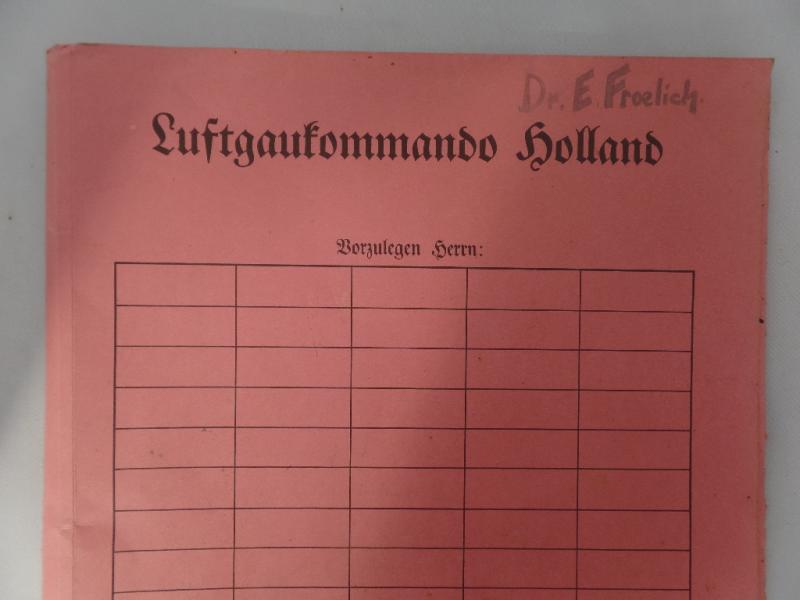 Dr. E. Froelich.
Luftgaukommando Holland
Vorzulegen Herrn: